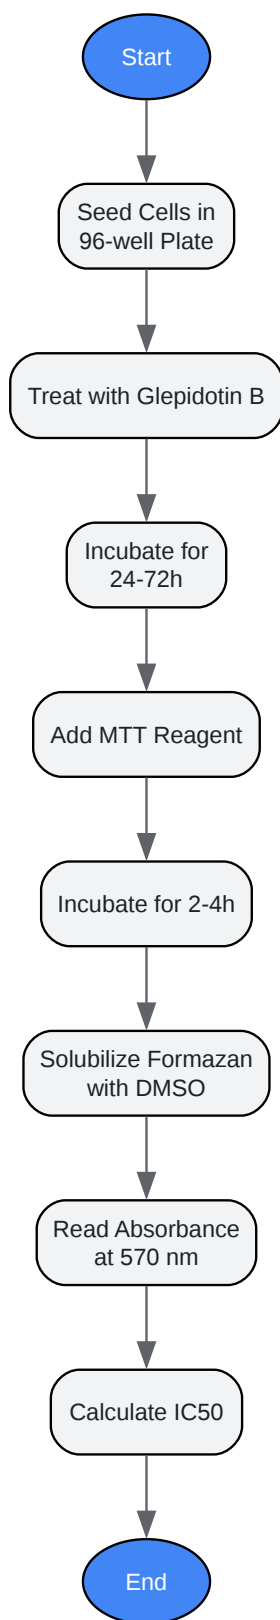 Start
Seed Cells in
96-well Plate
Treat with Glepidotin B
Incubate for
24-72h
Add MTT Reagent
Incubate for 2-4h
Solubilize Formazan
with DMSO
Read Absorbance
at 570 nm
Calculate IC50
End